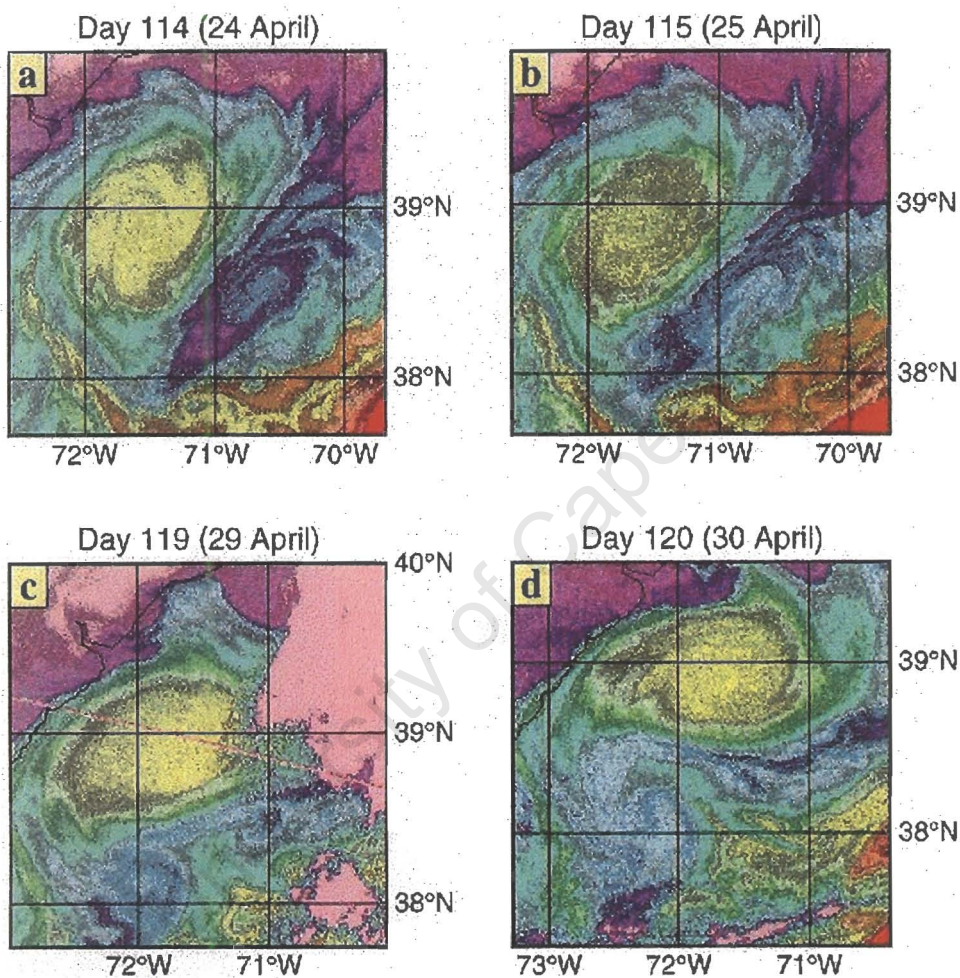 Day 114 (24 April)
a
39°N
38°N
72°W 71°W 70°W
Day 115 (25 April)
b
39°N
38°N
72°W 71°W 70°W
Day 119 (29 April)
c
40°N
39°N
38°N
72°W 71°W
Day 120 (30 April)
d
39°N
38°N
73°W 72°W 71°W